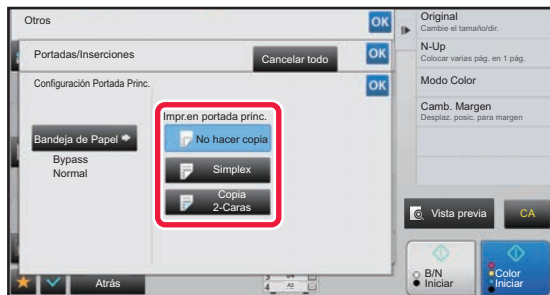 Otros
OK
Portadas/Inserciones
Cancelar todo
OK
Configuración Portada Princ.
OK
Impr.en portada princ.
Bandeja de Papel
Bypass
Normal
No hacer copia
Simplex
Copia
2-Caras
Atrás
4
A3
Original
Cambie el tamaño/dir.
N-Up
Colocar varias pág. en 1 pág.
Modo Color
Camb. Margen
Desplaz. posic. para margen
Vista previa
CA
B/N
Iniciar
Color
Iniciar